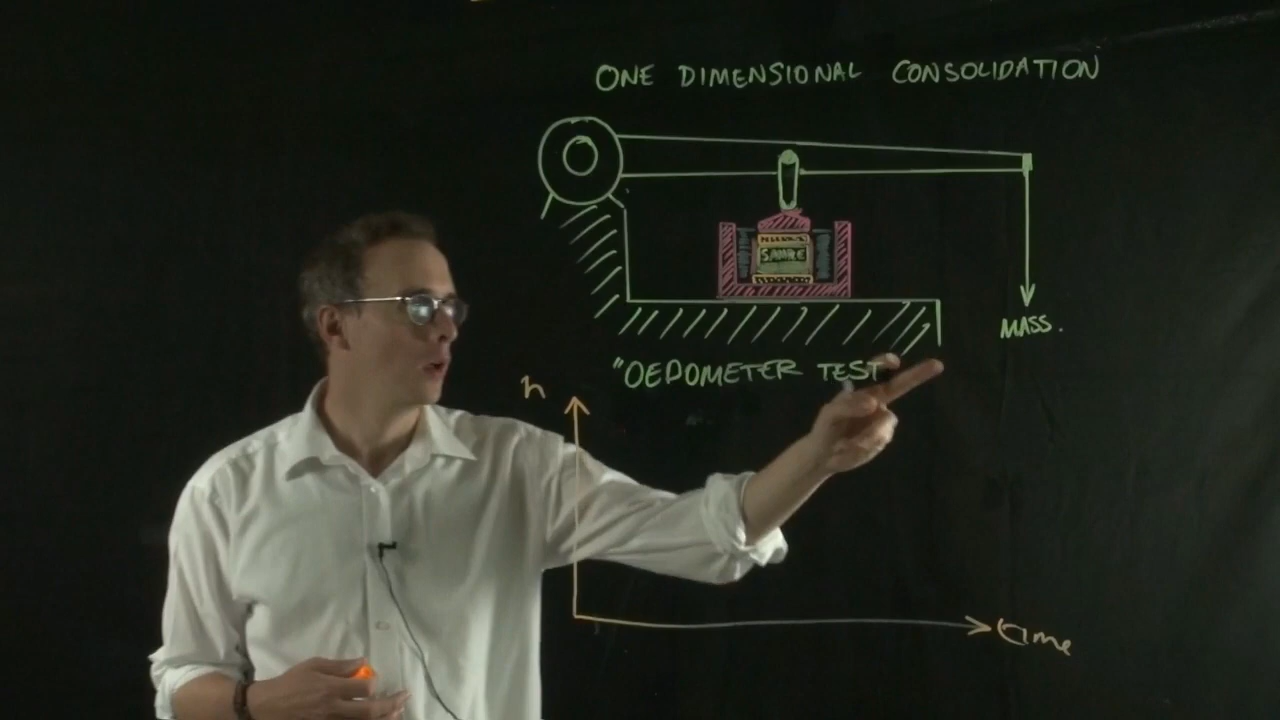 ONE DIMENSIONAL CONSOLIDATION
SAMPLE
MASS.
"OEDOMETER TEST
h
time